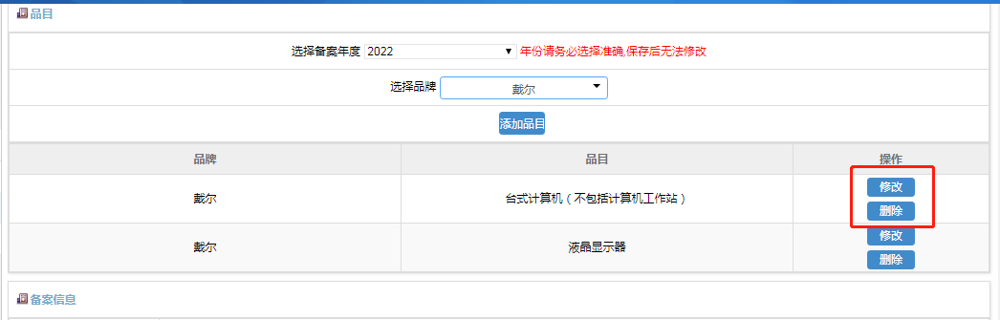 品目
选择备案年度 2022 年份请务必选择准确,保存后无法修改
选择品牌 戴尔
添加品目
品牌 品目 操作
戴尔 台式计算机（不包括计算机工作站） 修改
删除
戴尔 液晶显示器 修改
删除
备案信息